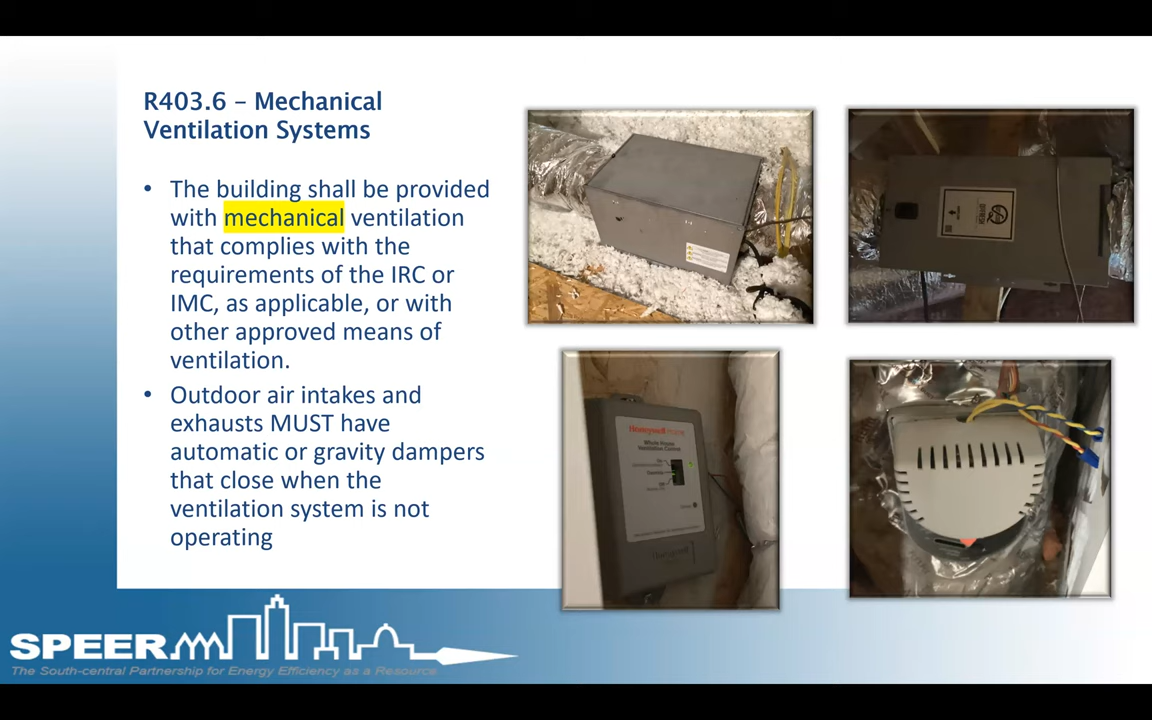 R403.6 – Mechanical
Ventilation Systems
• The building shall be provided
with mechanical ventilation
that complies with the
requirements of the IRC or
IMC, as applicable, or with
other approved means of
ventilation.
• Outdoor air intakes and
exhausts MUST have
automatic or gravity dampers
that close when the
ventilation system is not
operating
Honeywell
Whole House
Ventilation Control
SPEER
The South-central Partnership for Energy Efficiency as a Resource